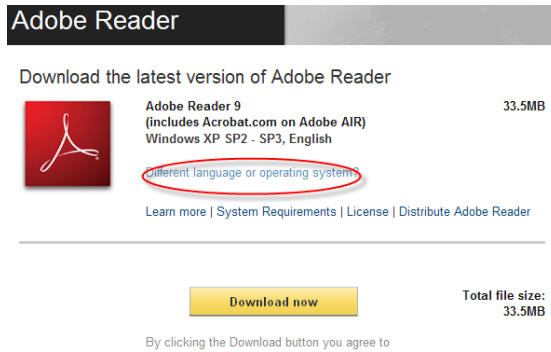 Adobe Reader
Download the latest version of Adobe Reader
Adobe Reader 9 33.5MB
(includes Acrobat.com on Adobe AIR)
Windows XP SP2 - SP3, English
Different language or operating system?
Learn more | System Requirements | License | Distribute Adobe Reader
Download now
Total file size:
33.5MB
By clicking the Download button you agree to